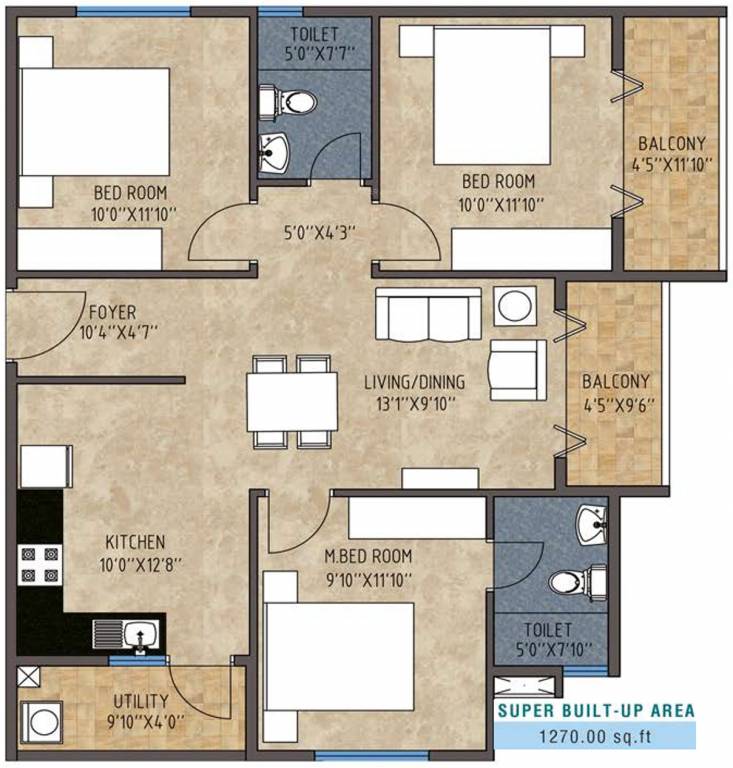 TOILET
5'0''X7'7''
BALCONY
4'5''X11'10''
BED ROOM
10'0''X11'10''
BED ROOM
10'0''X11'10''
5'0''X4'3''
FOYER
10'4''X4'7''
LIVING/DINING
13'1''X9'10''
BALCONY
4'5''X9'6''
KITCHEN
10'0''X12'8''
M.BED ROOM
9'10''X11'10''
TOILET
5'0''X7'10''
UTILITY
9'10''X4'0''
SUPER BUILT-UP AREA
1270.00 sq.ft